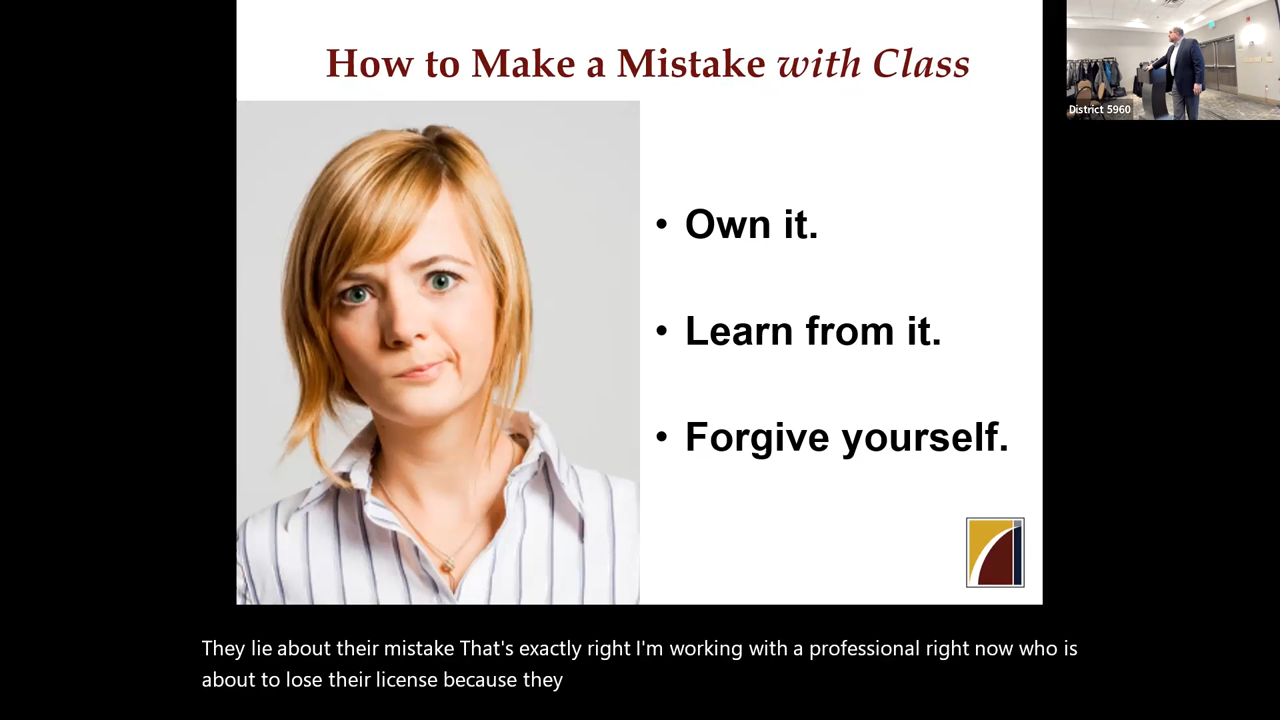 How to Make a Mistake with Class
District 5960
• Own it.
• Learn from it.
• Forgive yourself.
They lie about their mistake That's exactly right I'm working with a professional right now who is
about to lose their license because they